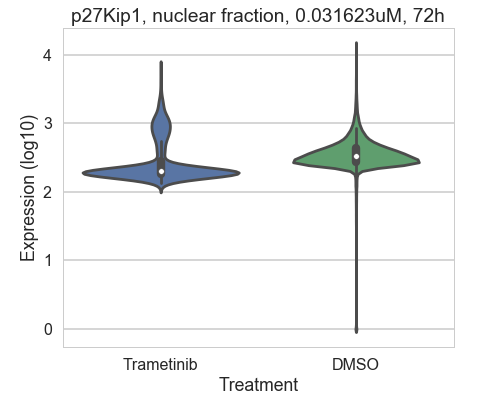 p27Kip1, nuclear fraction, 0.031623uM, 72h
Expression (log10)
4
3
2
1
0
Trametinib DMSO
Treatment